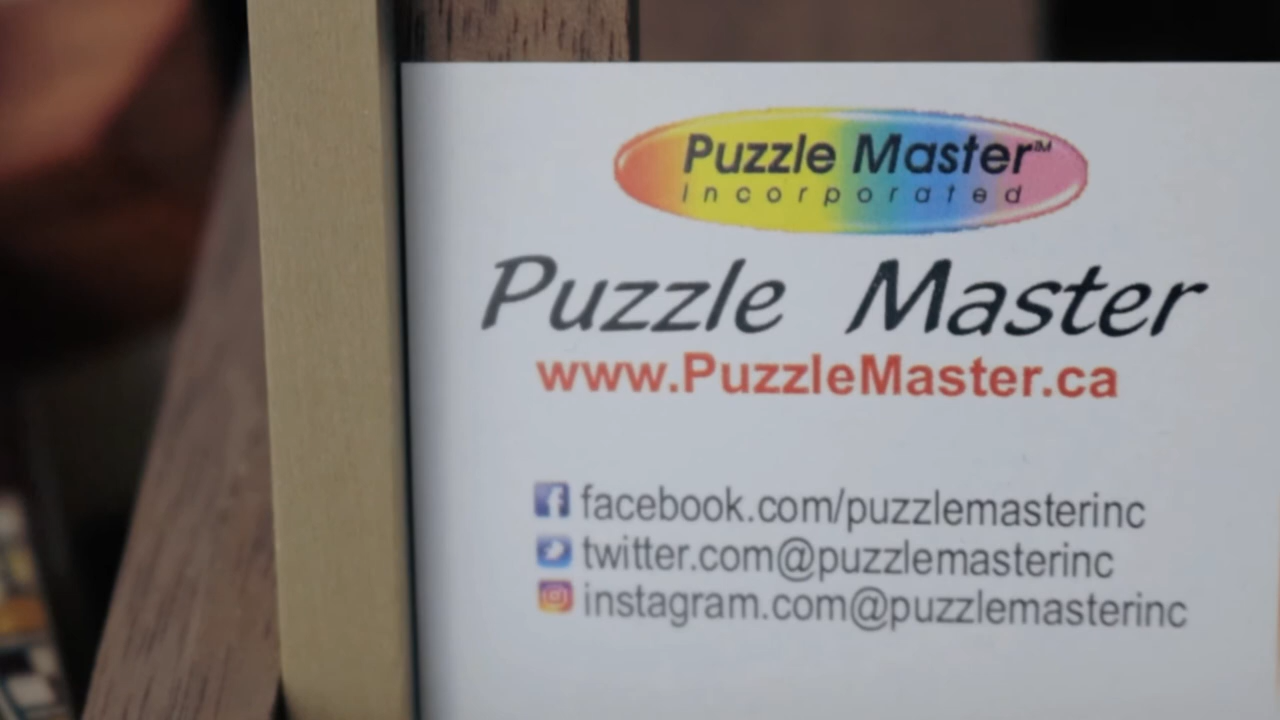 Puzzle Master™
Incorporated
Puzzle Master
www.PuzzleMaster.ca
facebook.com/puzzlemasterinc
twitter.com@puzzlemasterinc
instagram.com@puzzlemasterinc